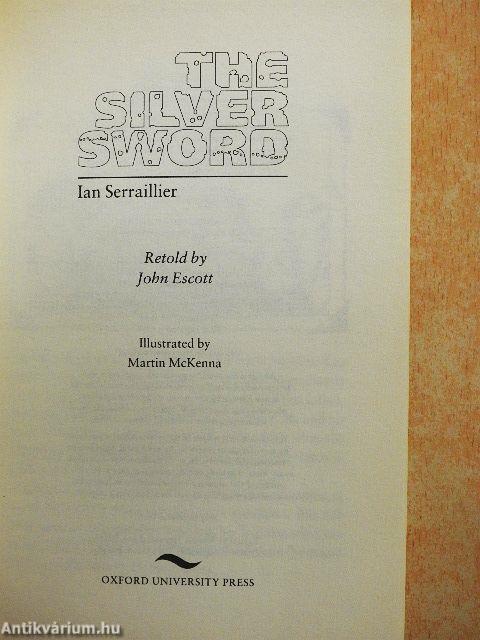 THE
SILVER
SWORD
Ian Serraillier
Retold by
John Escott
Illustrated by
Martin McKenna
OXFORD UNIVERSITY PRESS
Antikvárium.hu